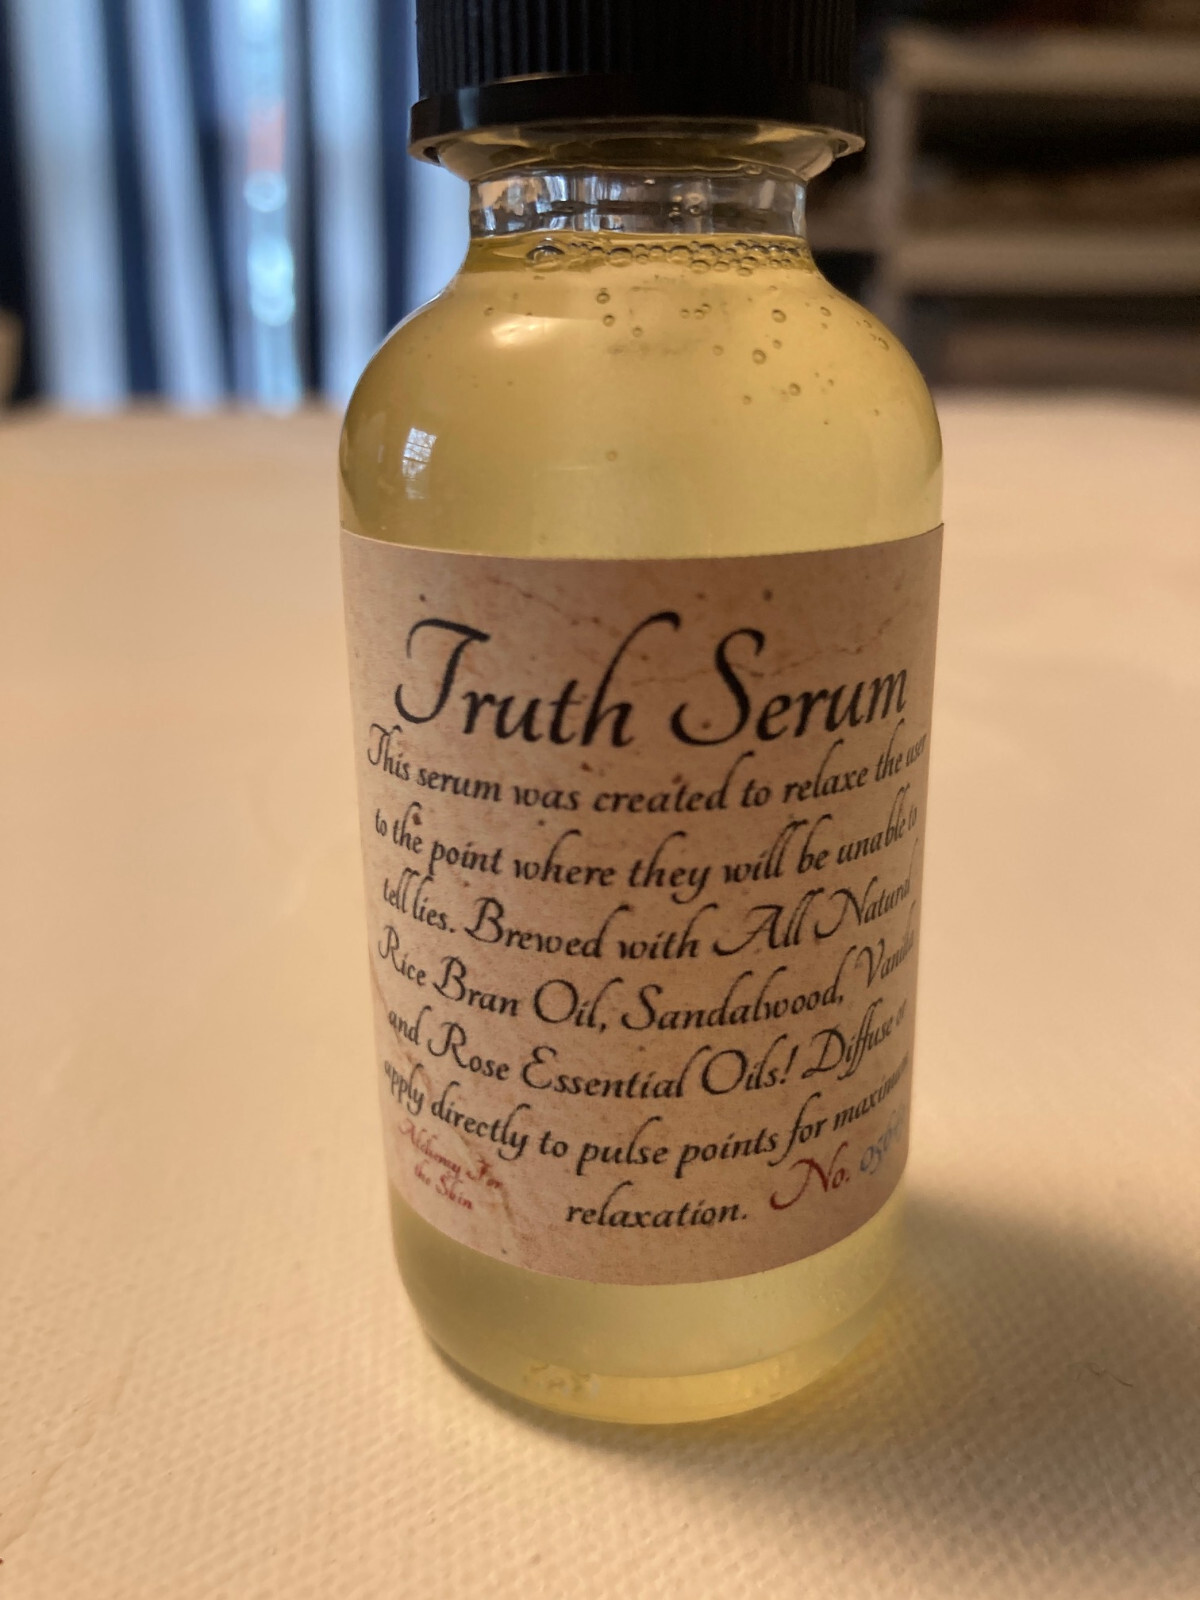 Truth Serum
This serum was created to relaxe the user
to the point where they will be unable to
tell lies. Brewed with All Natural
Rice Bran Oil, Sandalwood, Vanilla
and Rose Essential Oils! Diffuse or
apply directly to pulse points for maximum
relaxation.
Alchemy For
the Skin
No.